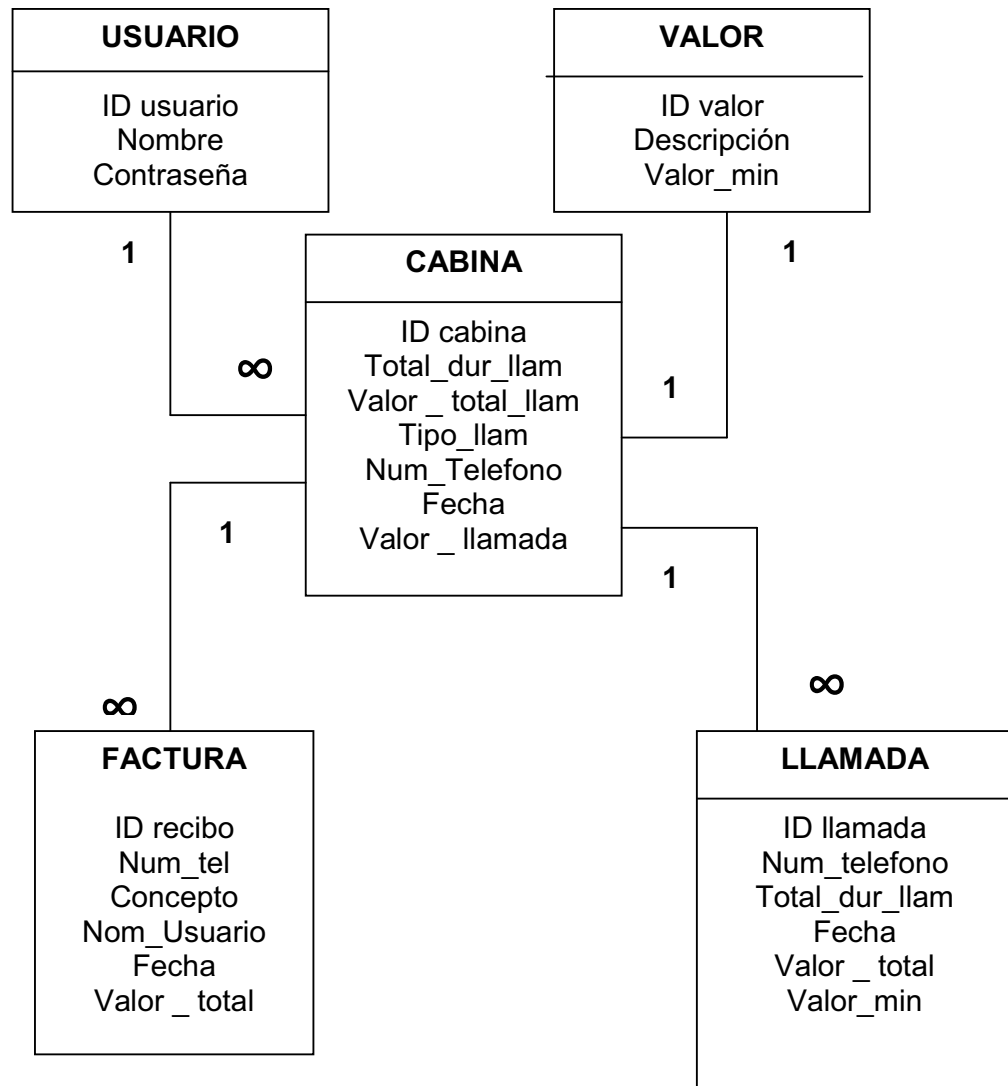 USUARIO
ID usuario
Nombre
Contraseña
VALOR
ID valor
Descripción
Valor_min
1
1
CABINA
ID cabina
Total_dur_llam
Valor _ total_llam
Tipo_llam
Num_Telefono
Fecha
Valor _ llamada
∞
1
1
1
∞
∞
FACTURA
ID recibo
Num_tel
Concepto
Nom_Usuario
Fecha
Valor _ total
LLAMADA
ID llamada
Num_telefono
Total_dur_llam
Fecha
Valor _ total
Valor_min